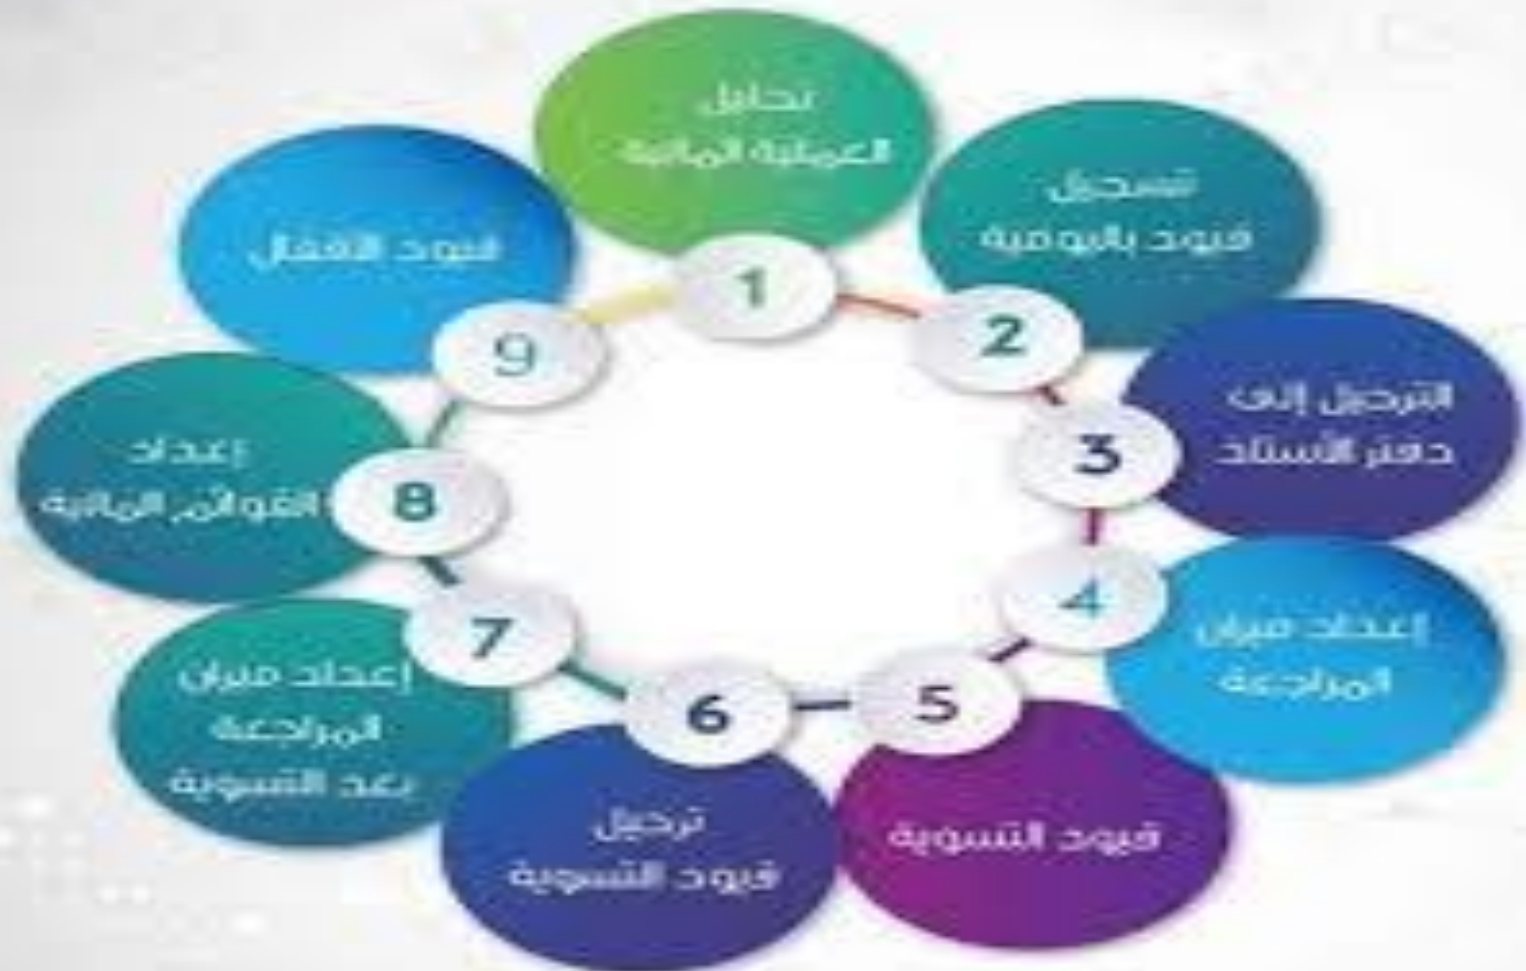 1
تحليل
العملية المالية
2
تسجيل
قيود باليومية
3
الترحيل إلى
دفتر الأستاذ
4
إعداد ميزان
المراجعة
5
قيود التسوية
6
ترحيل
قيود التسوية
7
إعداد ميزان
المراجعة
بعد التسوية
8
إعداد
القوائم المالية
9
قيود الاقفال